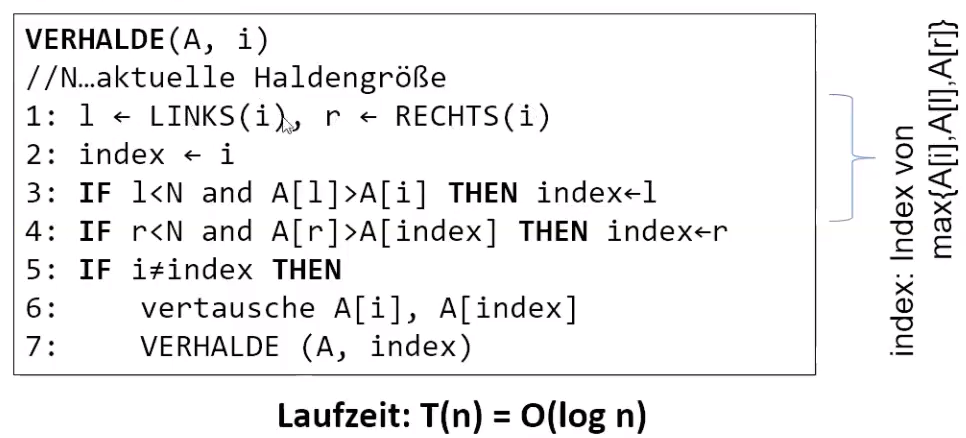 VERHALDE(A, i)
//N…aktuelle Haldengröße
1: l ← LINKS(i), r ← RECHTS(i)
2: index ← i
3: IF l<N and A[l]>A[i] THEN index←l
4: IF r<N and A[r]>A[index] THEN index←r
5: IF i≠index THEN
6: vertausche A[i], A[index]
7: VERHALDE (A, index)
index: Index von
max{A[i],A[l],A[r]}
Laufzeit: T(n) = O(log n)